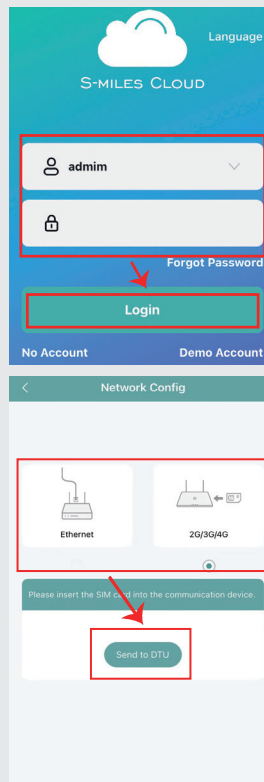 Language
S-MILES CLOUD
admim
Forgot Password
Login
No Account
Demo Account
Network Config
Ethernet
2G/3G/4G
Please insert the SIM card into the communication device.
Send to DTU